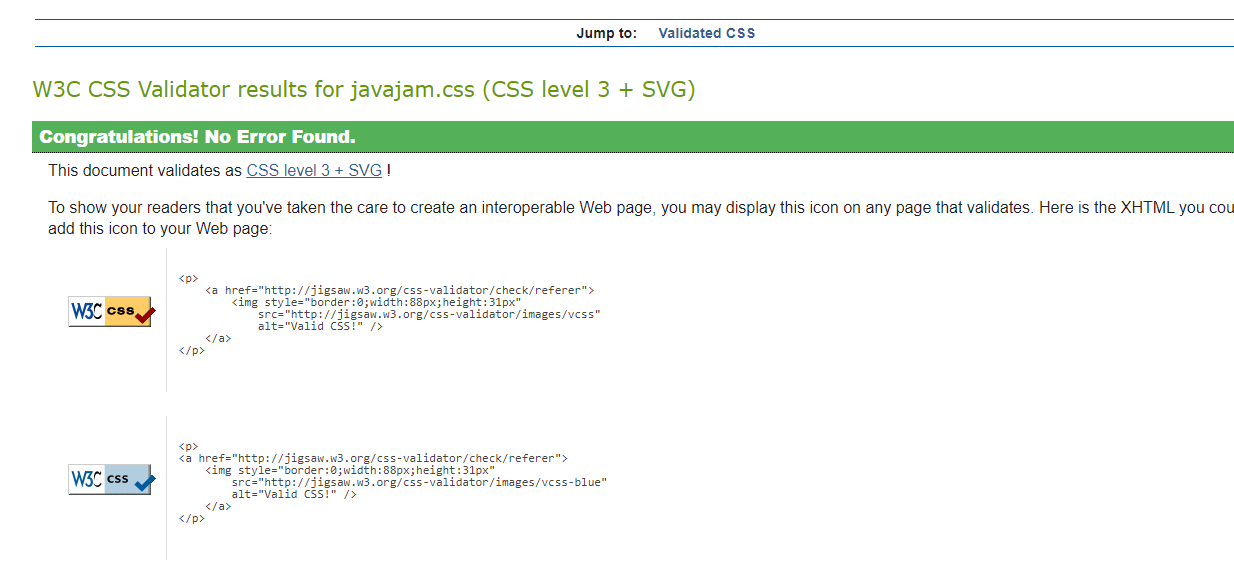 Jump to: Validated CSS
W3C CSS Validator results for javajam.css (CSS level 3 + SVG)
Congratulations! No Error Found.
This document validates as CSS level 3 + SVG !
To show your readers that you've taken the care to create an interoperable Web page, you may display this icon on any page that validates. Here is the XHTML you cou
add this icon to your Web page:
W3C css
<p>
<a href="http://jigsaw.w3.org/css-validator/check/referer">
<img style="border:0;width:88px;height:31px"
src="http://jigsaw.w3.org/css-validator/images/vcss"
alt="Valid CSS!" />
</a>
</p>
W3C css
<p>
<a href="http://jigsaw.w3.org/css-validator/check/referer">
<img style="border:0;width:88px;height:31px"
src="http://jigsaw.w3.org/css-validator/images/vcss-blue"
alt="Valid CSS!" />
</a>
</p>